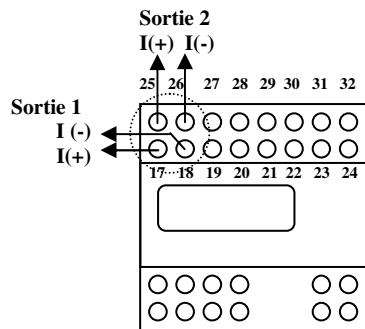 Sortie 2
I(+) I(-)
25 26 27 28 29 30 31 32
Sortie 1
I (-)
I(+)
17 18 19 20 21 22 23 24